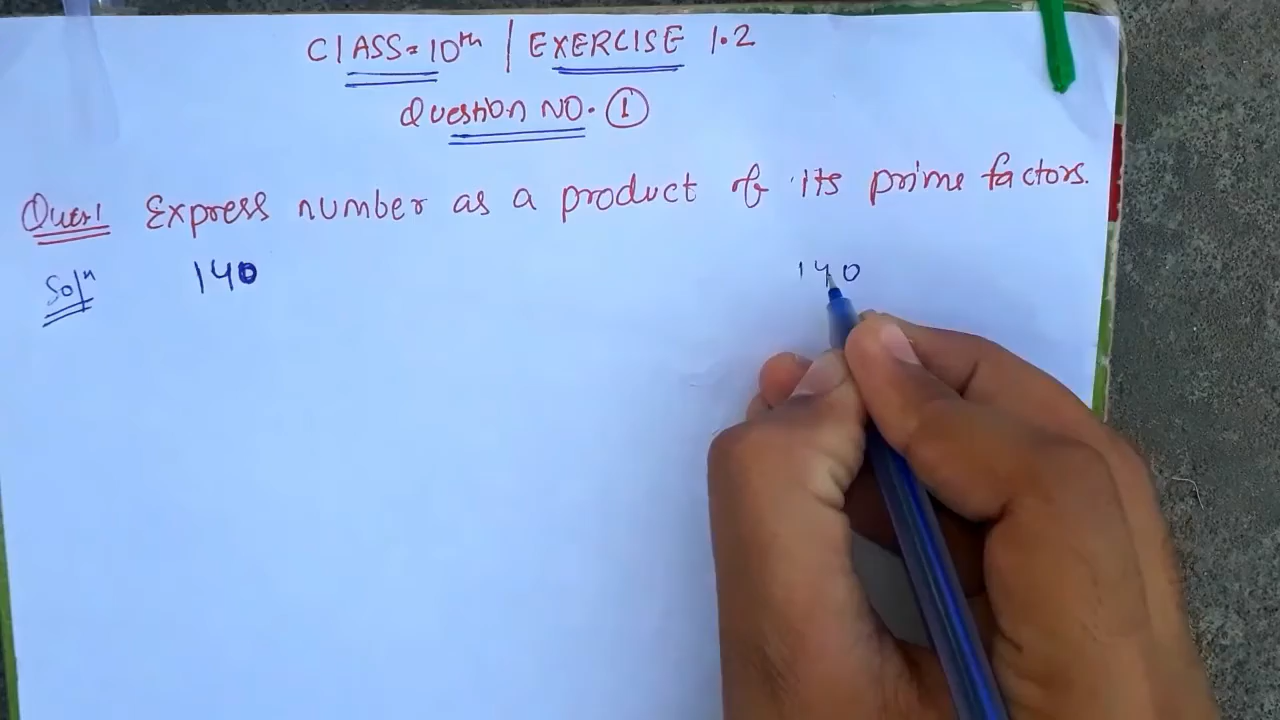 CLASS = 10th | EXERCISE 1.2
Question NO. 1
Ques1 Express number as a product of its prime factors.
Soln 140 140